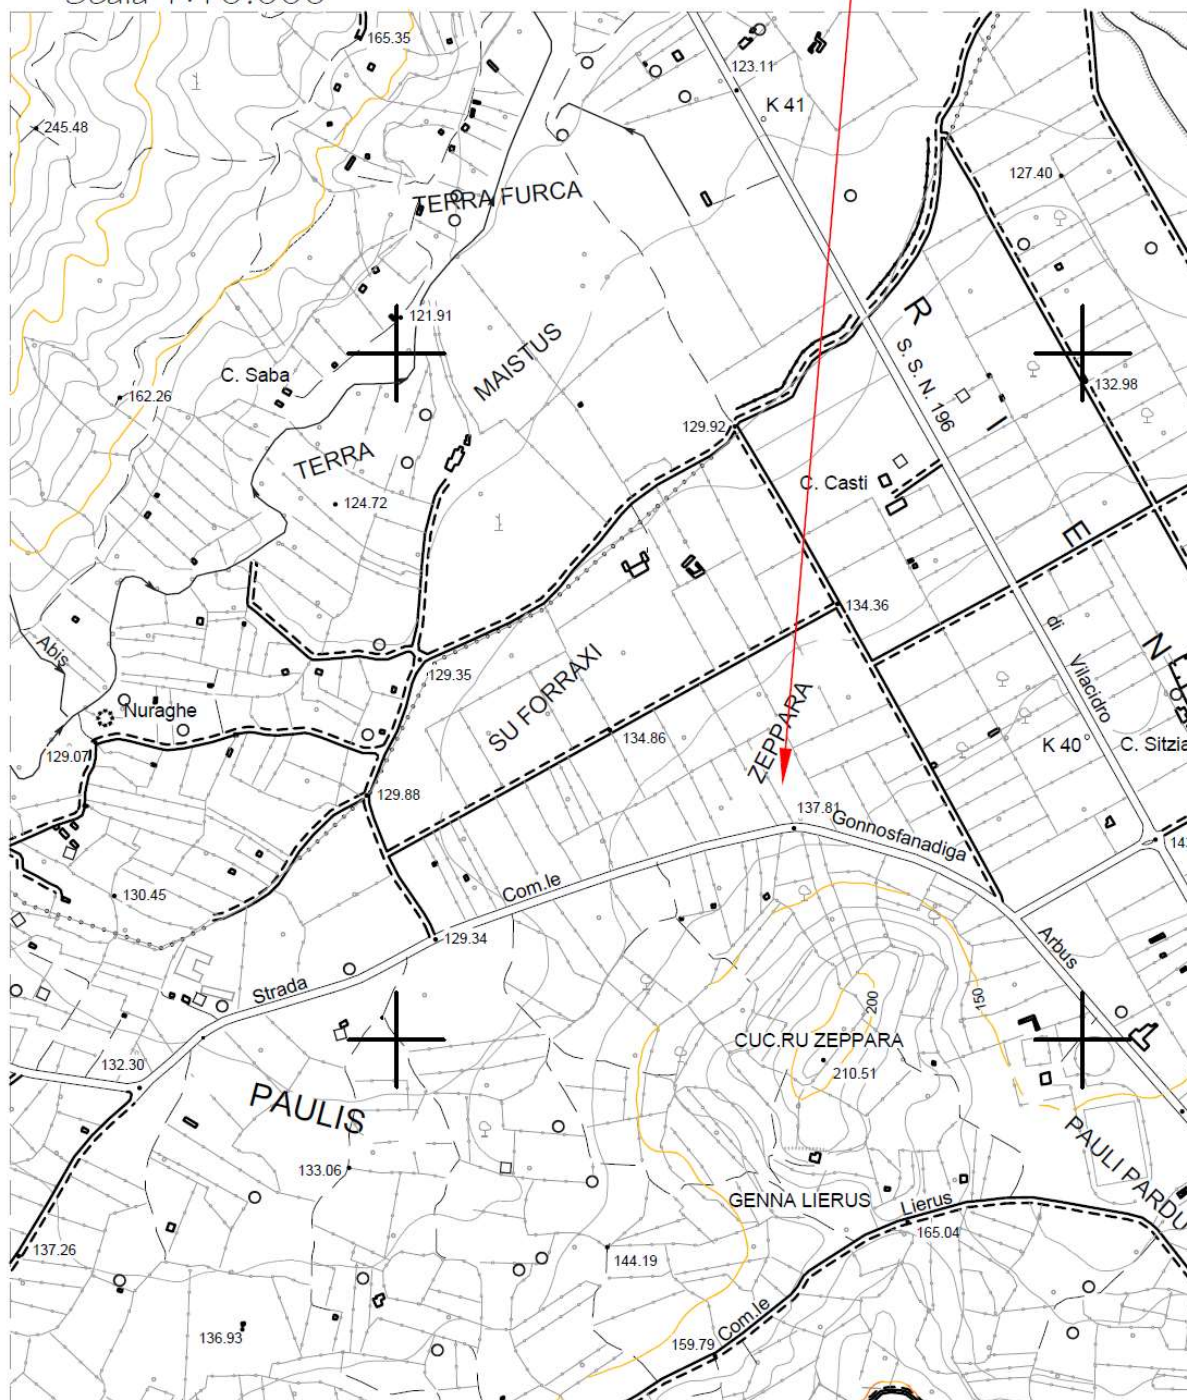 Scala 1:10.000
165.35
123.11
K 41
245.48
127.40
TERRA FURCA
121.91
R
MAISTUS
S. S. N. 196
C. Saba
132.98
162.26
I
129.92
TERRA
C. Casti
124.72
E
134.36
di
Abis
129.35
SU FORRAXI
Vilacidro
N
Nuraghe
ZEPPARA
134.86
129.07
K 40
C. Sitzia
129.88
137.81
Gonnosfanadiga
130.45
Com.le
129.34
Arbus
Strada
200
150
CUC.RU ZEPPARA
132.30
210.51
PAULIS
PAULI PARDU
133.06
GENNA LIERUS
Lierus
165.04
137.26
144.19
Com.le
136.93
159.79